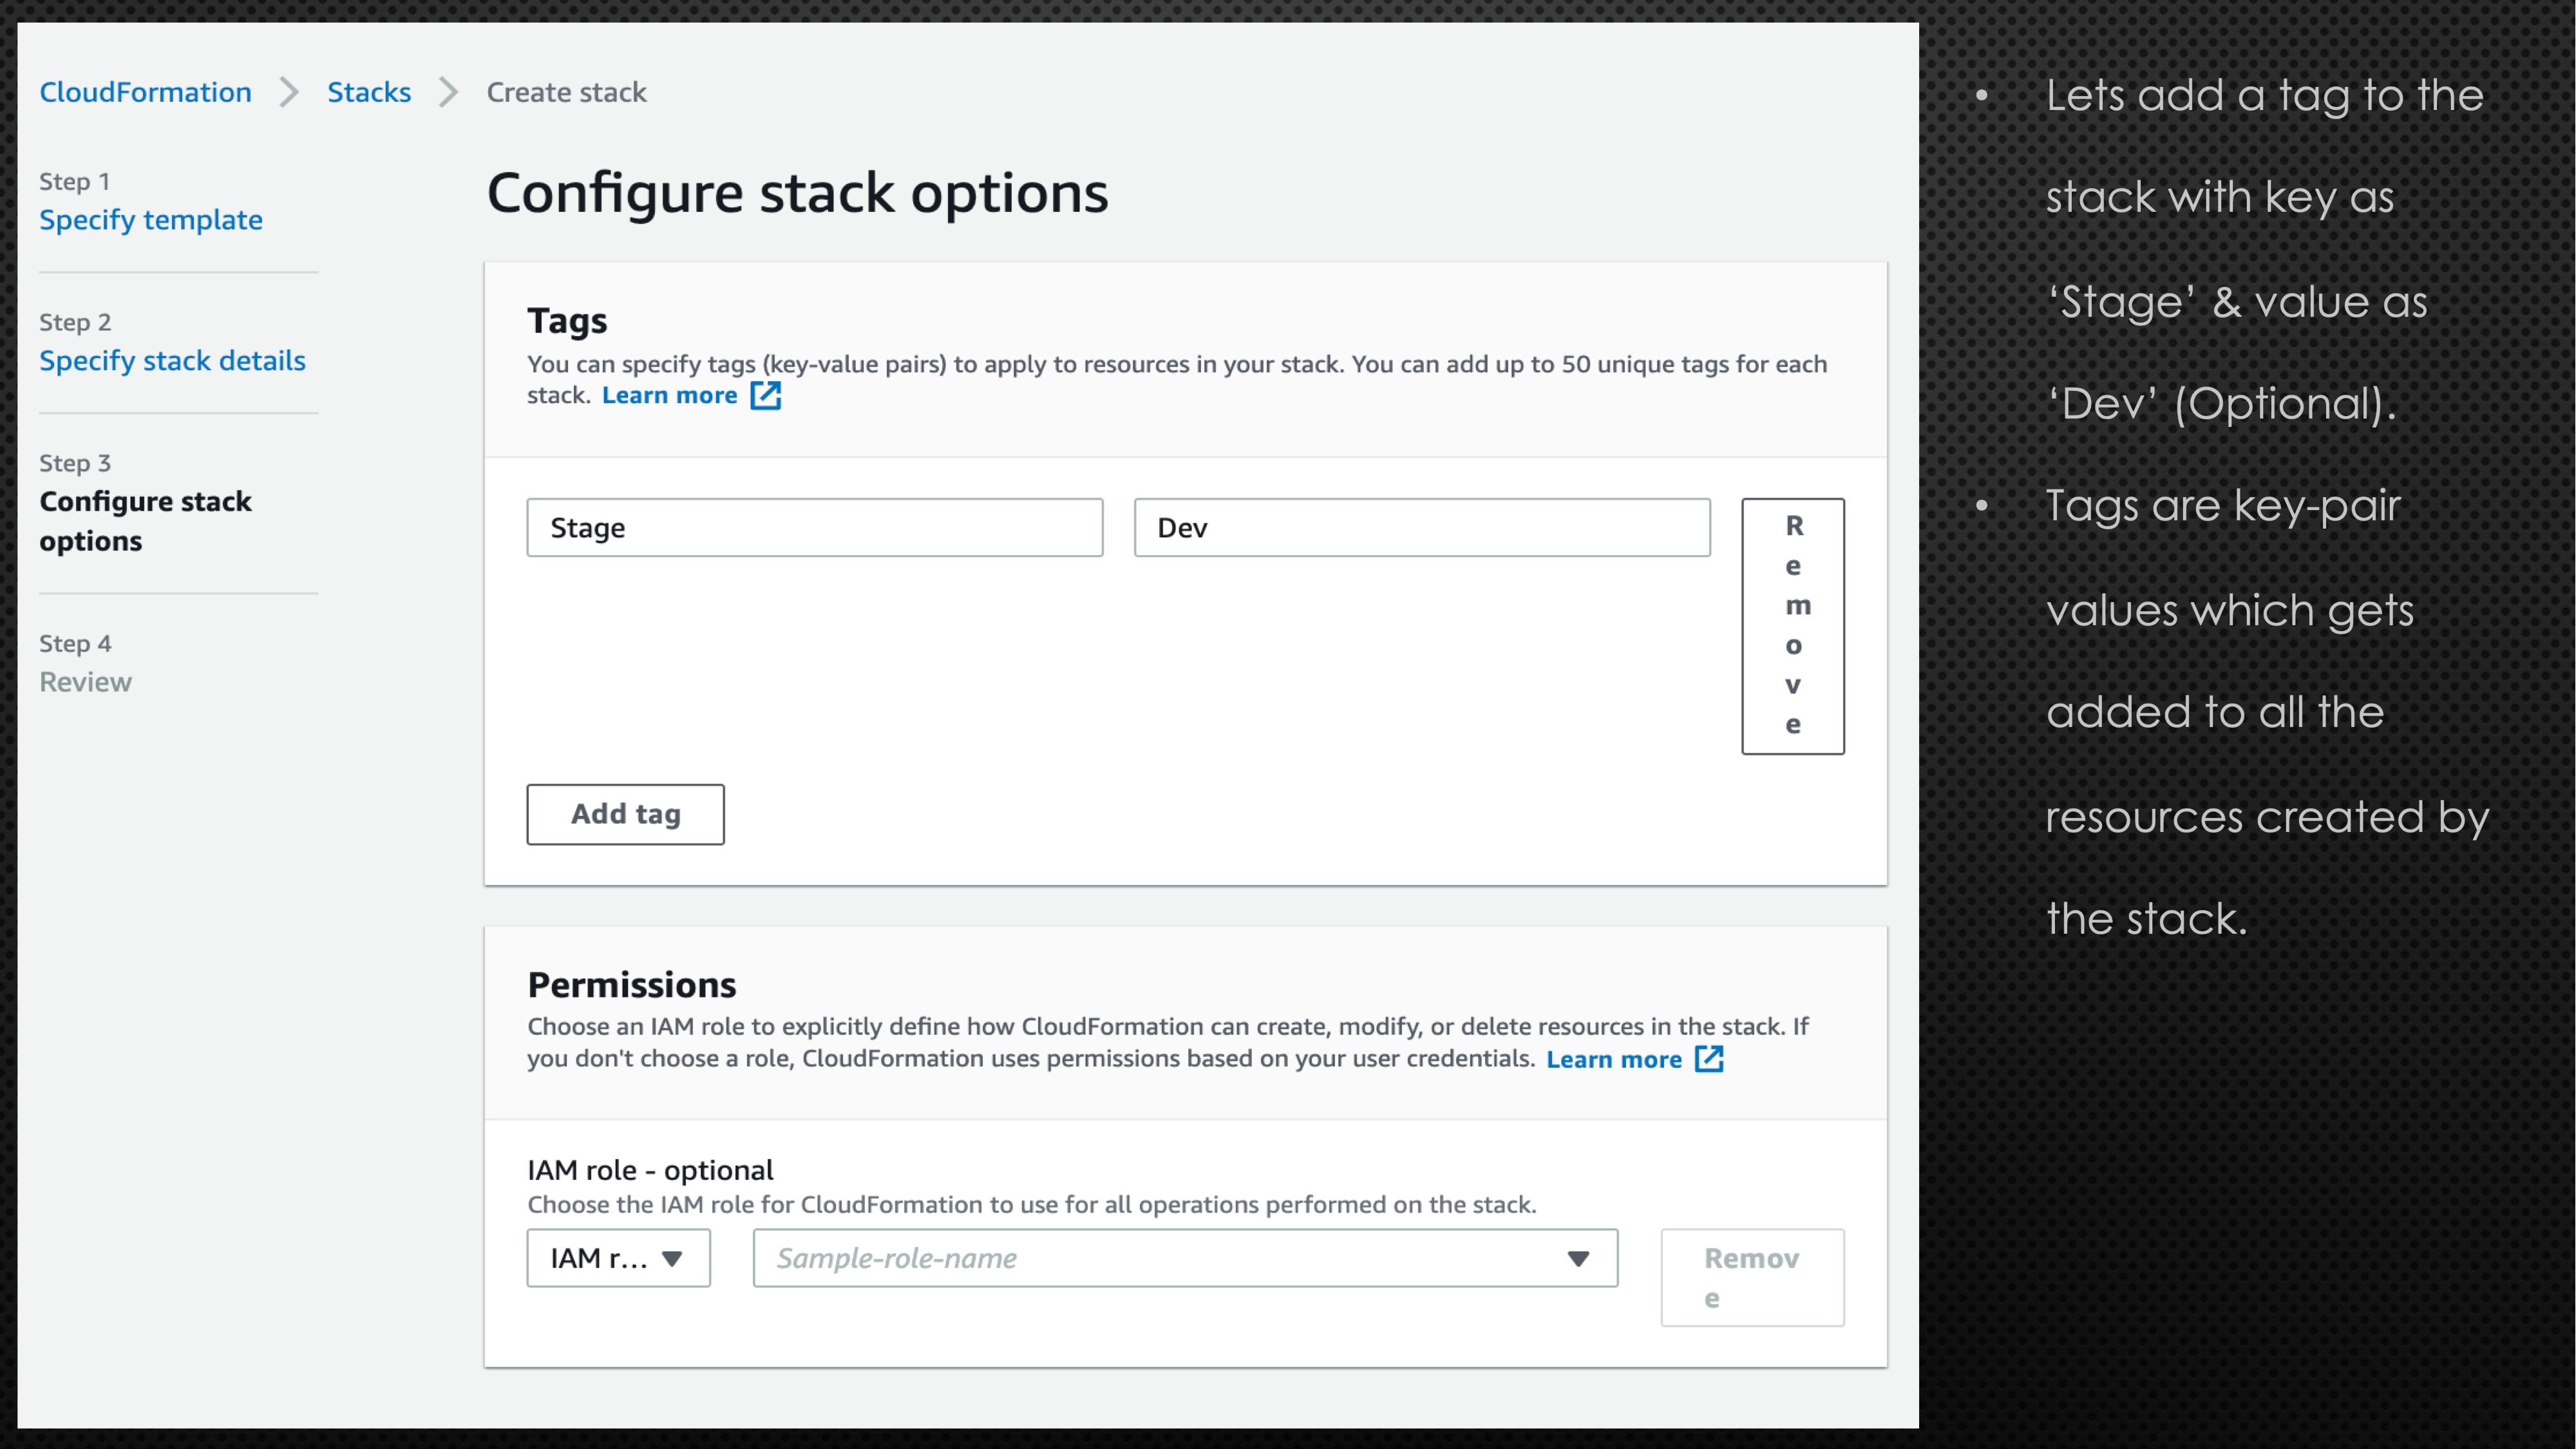 CloudFormation > Stacks > Create stack
Step 1
Specify template
Step 2
Specify stack details
Step 3
Configure stack
options
Step 4
Review
Configure stack options
Tags
You can specify tags (key-value pairs) to apply to resources in your stack. You can add up to 50 unique tags for each
stack. Learn more
Stage
Dev
R
e
m
o
v
e
Add tag
Permissions
Choose an IAM role to explicitly define how CloudFormation can create, modify, or delete resources in the stack. If
you don't choose a role, CloudFormation uses permissions based on your user credentials. Learn more
IAM role - optional
Choose the IAM role for CloudFormation to use for all operations performed on the stack.
IAM r...
Sample-role-name
Remov
e
• Lets add a tag to the
stack with key as
‘Stage’ & value as
‘Dev’ (Optional).
• Tags are key-pair
values which gets
added to all the
resources created by
the stack.